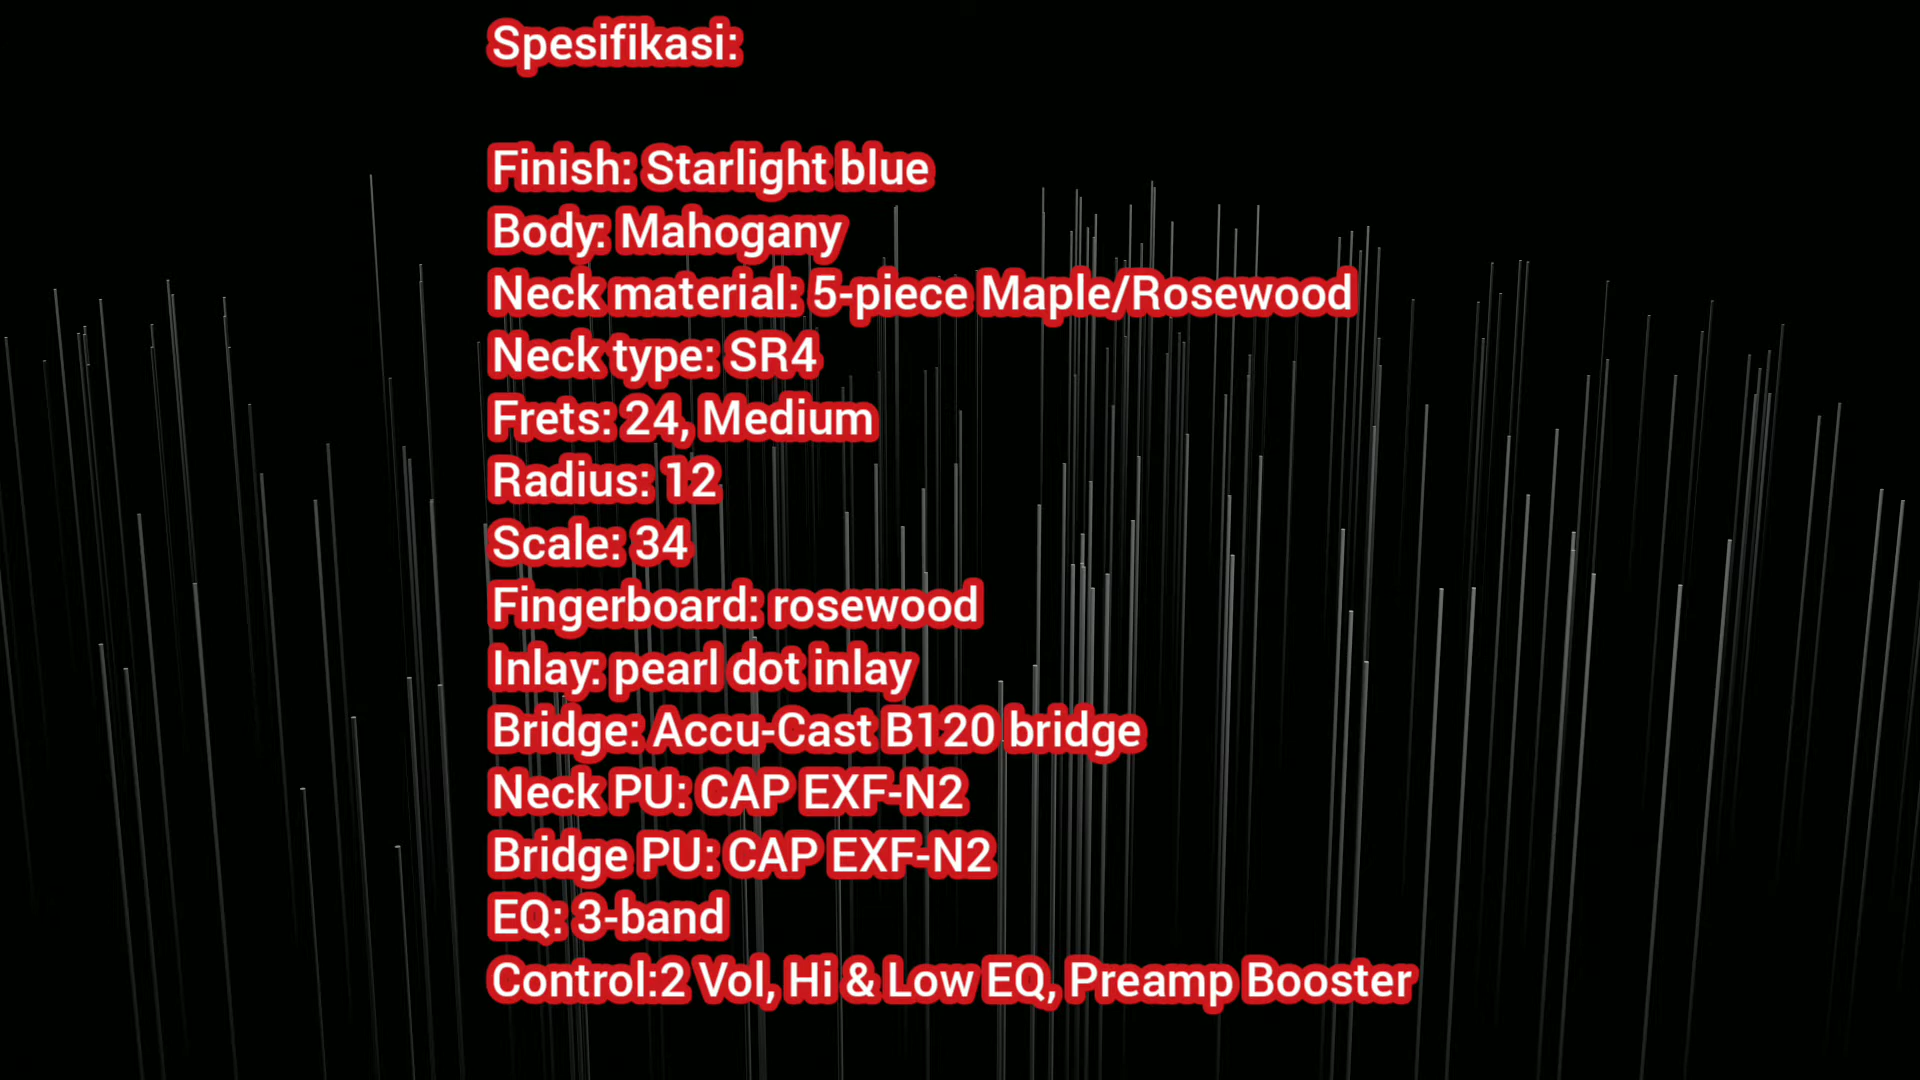 Spesifikasi:
Finish: Starlight blue
Body: Mahogany
Neck material: 5-piece Maple/Rosewood
Neck type: SR4
Frets: 24, Medium
Radius: 12
Scale: 34
Fingerboard: rosewood
Inlay: pearl dot inlay
Bridge: Accu-Cast B120 bridge
Neck PU: CAP EXF-N2
Bridge PU: CAP EXF-N2
EQ: 3-band
Control:2 Vol, Hi & Low EQ, Preamp Booster